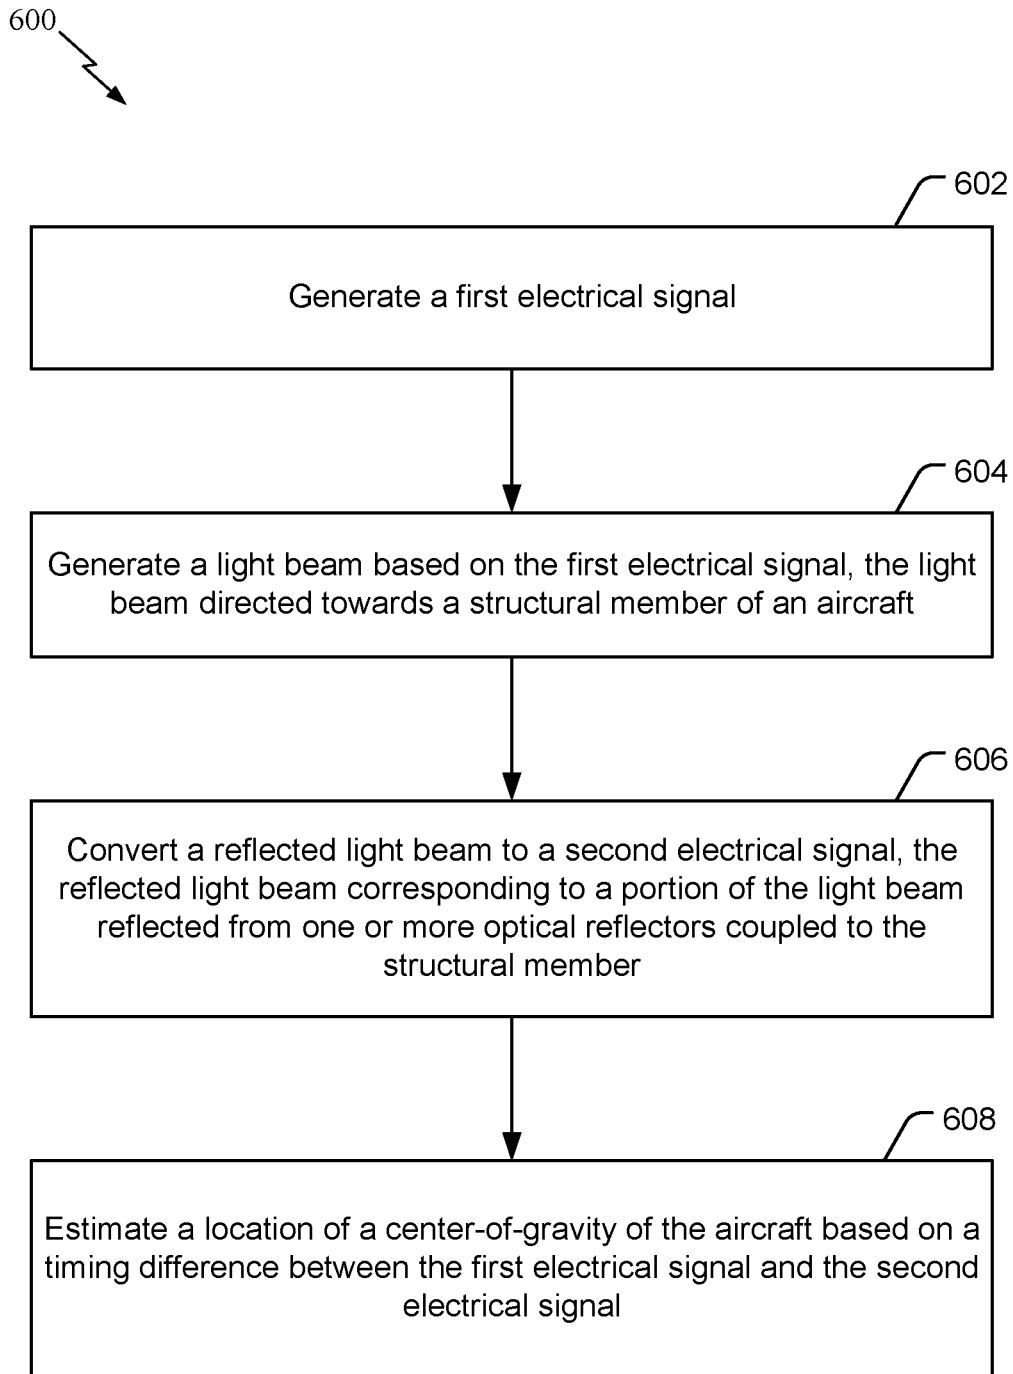 600
602
Generate a first electrical signal
604
Generate a light beam based on the first electrical signal, the light
beam directed towards a structural member of an aircraft
606
Convert a reflected light beam to a second electrical signal, the
reflected light beam corresponding to a portion of the light beam
reflected from one or more optical reflectors coupled to the
structural member
608
Estimate a location of a center-of-gravity of the aircraft based on a
timing difference between the first electrical signal and the second
electrical signal